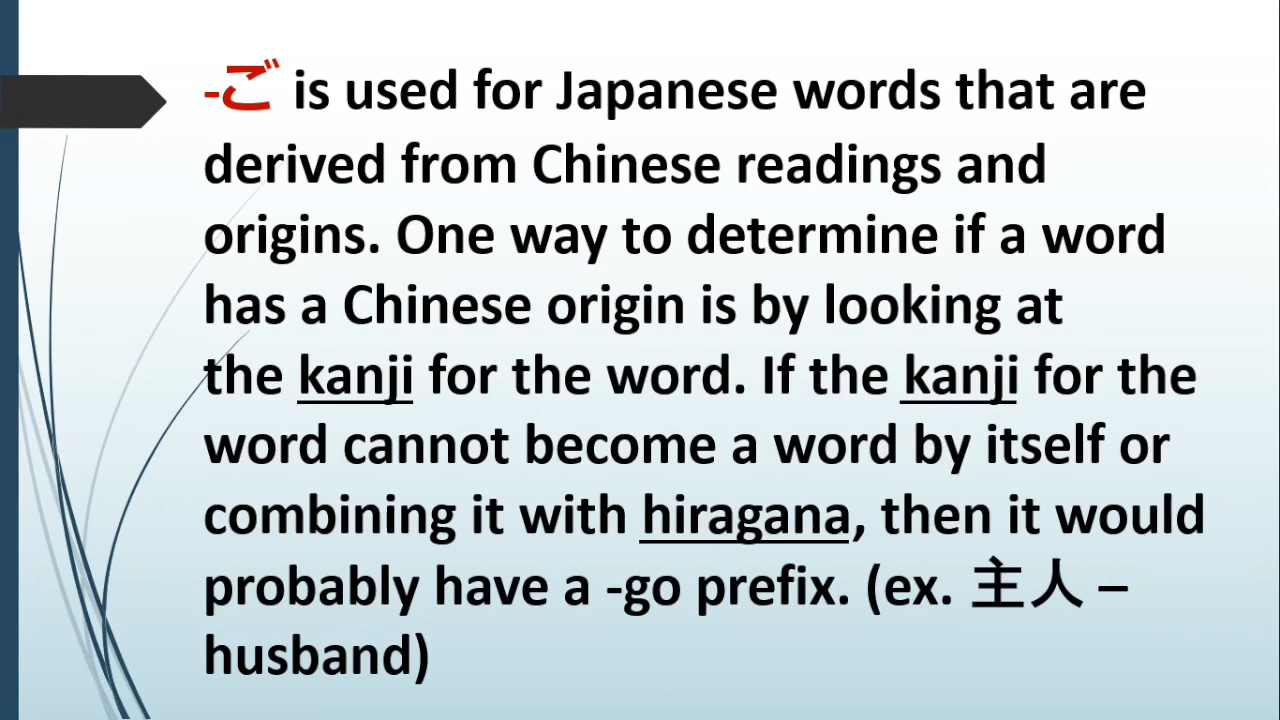 -ご is used for Japanese words that are
derived from Chinese readings and
origins. One way to determine if a word
has a Chinese origin is by looking at
the kanji for the word. If the kanji for the
word cannot become a word by itself or
combining it with hiragana, then it would
probably have a -go prefix. (ex. 主人 –
husband)